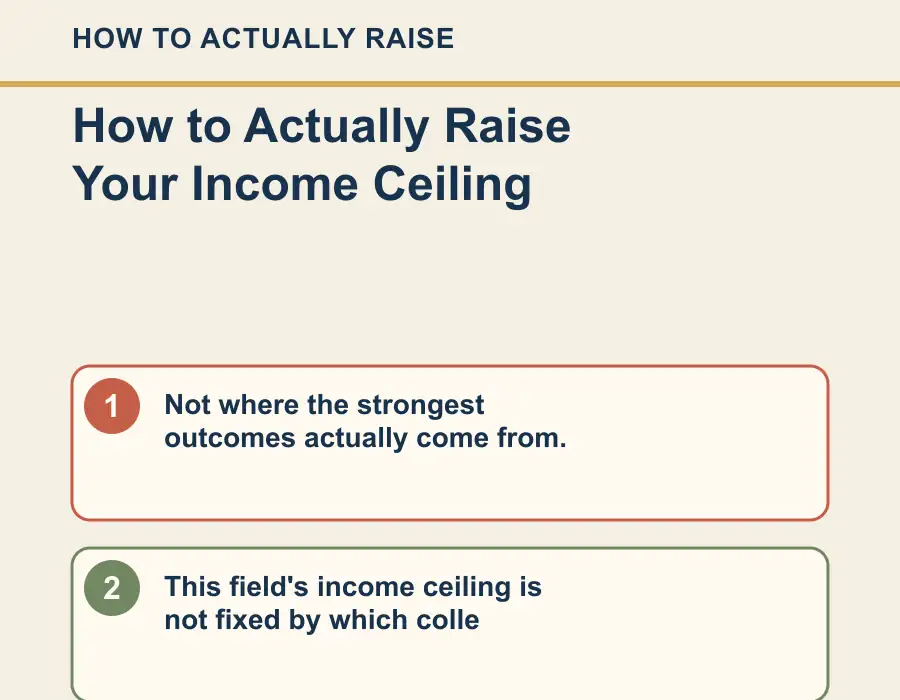 HOW TO ACTUALLY RAISE
How to Actually Raise
Your Income Ceiling
1
Not where the strongest
outcomes actually come from.
2
This field's income ceiling is
not fixed by which colle